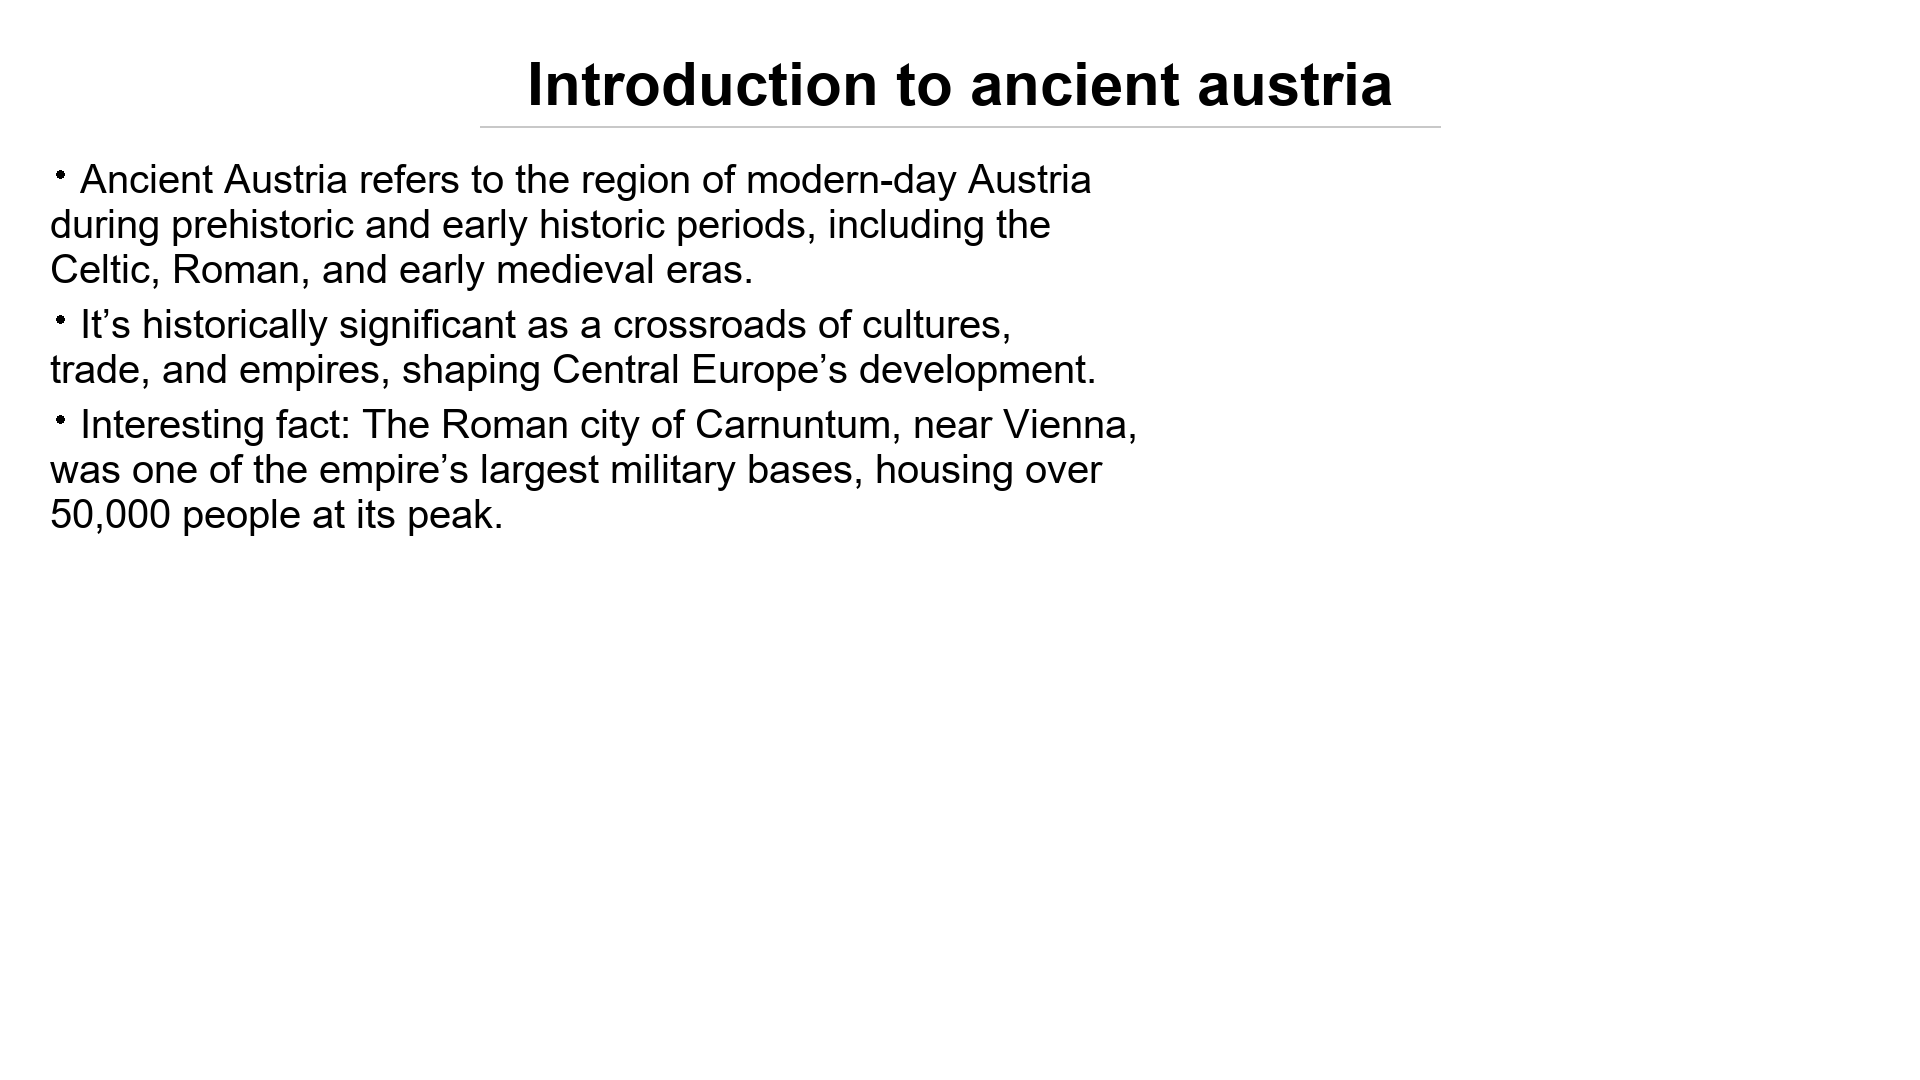 Introduction to ancient austria
• Ancient Austria refers to the region of modern-day Austria
during prehistoric and early historic periods, including the
Celtic, Roman, and early medieval eras.
• It’s historically significant as a crossroads of cultures,
trade, and empires, shaping Central Europe’s development.
• Interesting fact: The Roman city of Carnuntum, near Vienna,
was one of the empire’s largest military bases, housing over
50,000 people at its peak.